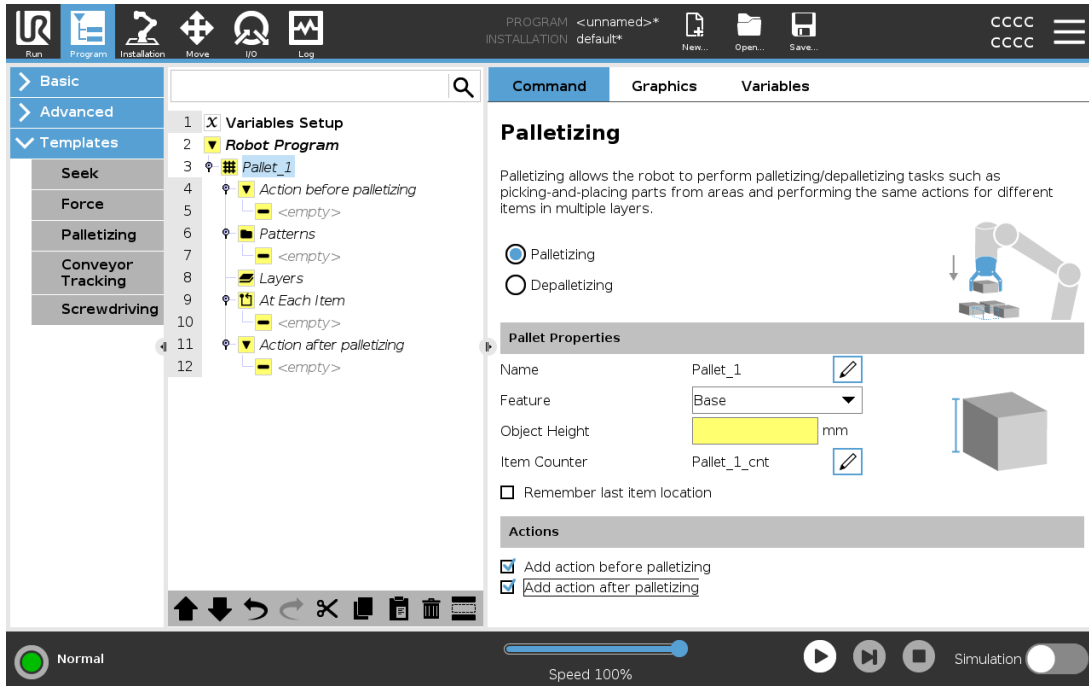 PROGRAM <unnamed>*
INSTALLATION default*
CCCC
CCCC
Run
Program
Installation
Move
I/O
Log
New...
Open...
Save...
Basic
Advanced
Templates
Seek
Force
Palletizing
Conveyor
Tracking
Screwdriving
1 X Variables Setup
2 Robot Program
3 Pallet_1
4 Action before palletizing
5 <empty>
6 Patterns
7 <empty>
8 Layers
9 At Each Item
10 <empty>
11 Action after palletizing
12 <empty>
Command Graphics Variables
Palletizing
Palletizing allows the robot to perform palletizing/depalletizing tasks such as
picking-and-placing parts from areas and performing the same actions for different
items in multiple layers.
Palletizing
Depalletizing
Pallet Properties
Name Pallet_1
Feature Base
Object Height mm
Item Counter Pallet_1_cnt
Remember last item location
Actions
Add action before palletizing
Add action after palletizing
Normal
Speed 100%
Simulation